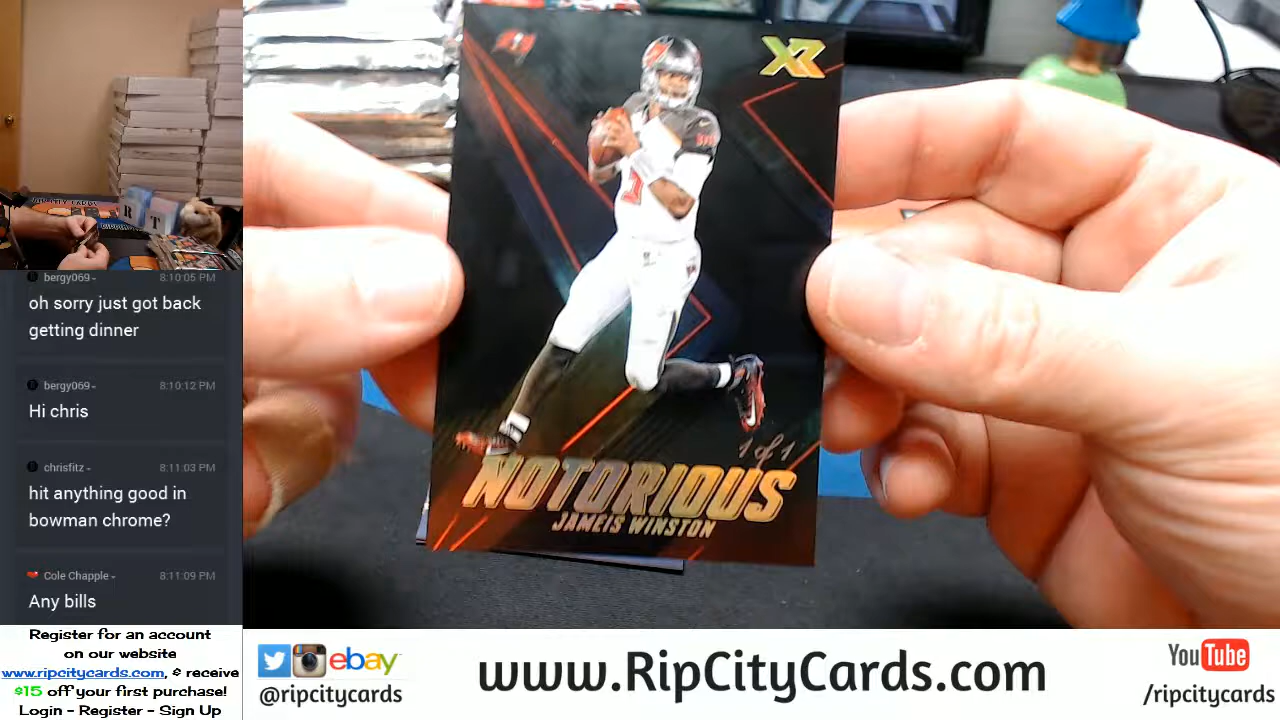 bergy069
8:10:05 PM
oh sorry just got back
getting dinner
bergy069
8:10:12 PM
Hi chris
chrisfitz
8:11:03 PM
hit anything good in
bowman chrome?
Cole Chapple
8:11:09 PM
Any bills
Register for an account
on our website
www.ripcitycards.com, & receive
$15 off your first purchase!
Login - Register - Sign Up
R T
XR
3
1 of 1
NOTORIOUS
JAMEIS WINSTON
ebay
@ripcitycards
www.RipCityCards.com
YouTube
/ripcitycards